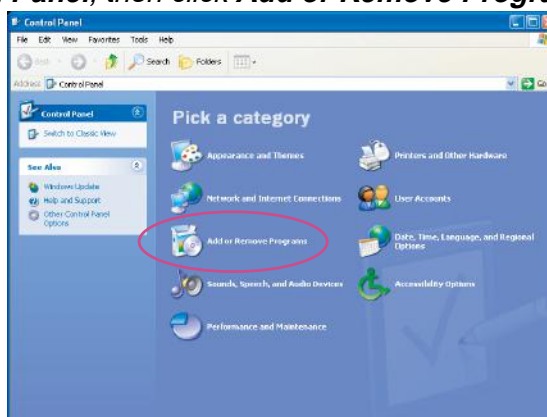 Panel, then click Add or Remove Progr
Control Panel
File Edit View Favorites Tools Help
Search Folders
Address Control Panel Go
Control Panel
Switch to Classic View
See Also
Windows Update
Help and Support
Other Control Panel
Options
Pick a category
Appearance and Themes
Printers and Other Hardware
Network and Internet Connections
User Accounts
Add or Remove Programs
Date, Time, Language, and Regional
Options
Sounds, Speech, and Audio Devices
Accessibility Options
Performance and Maintenance